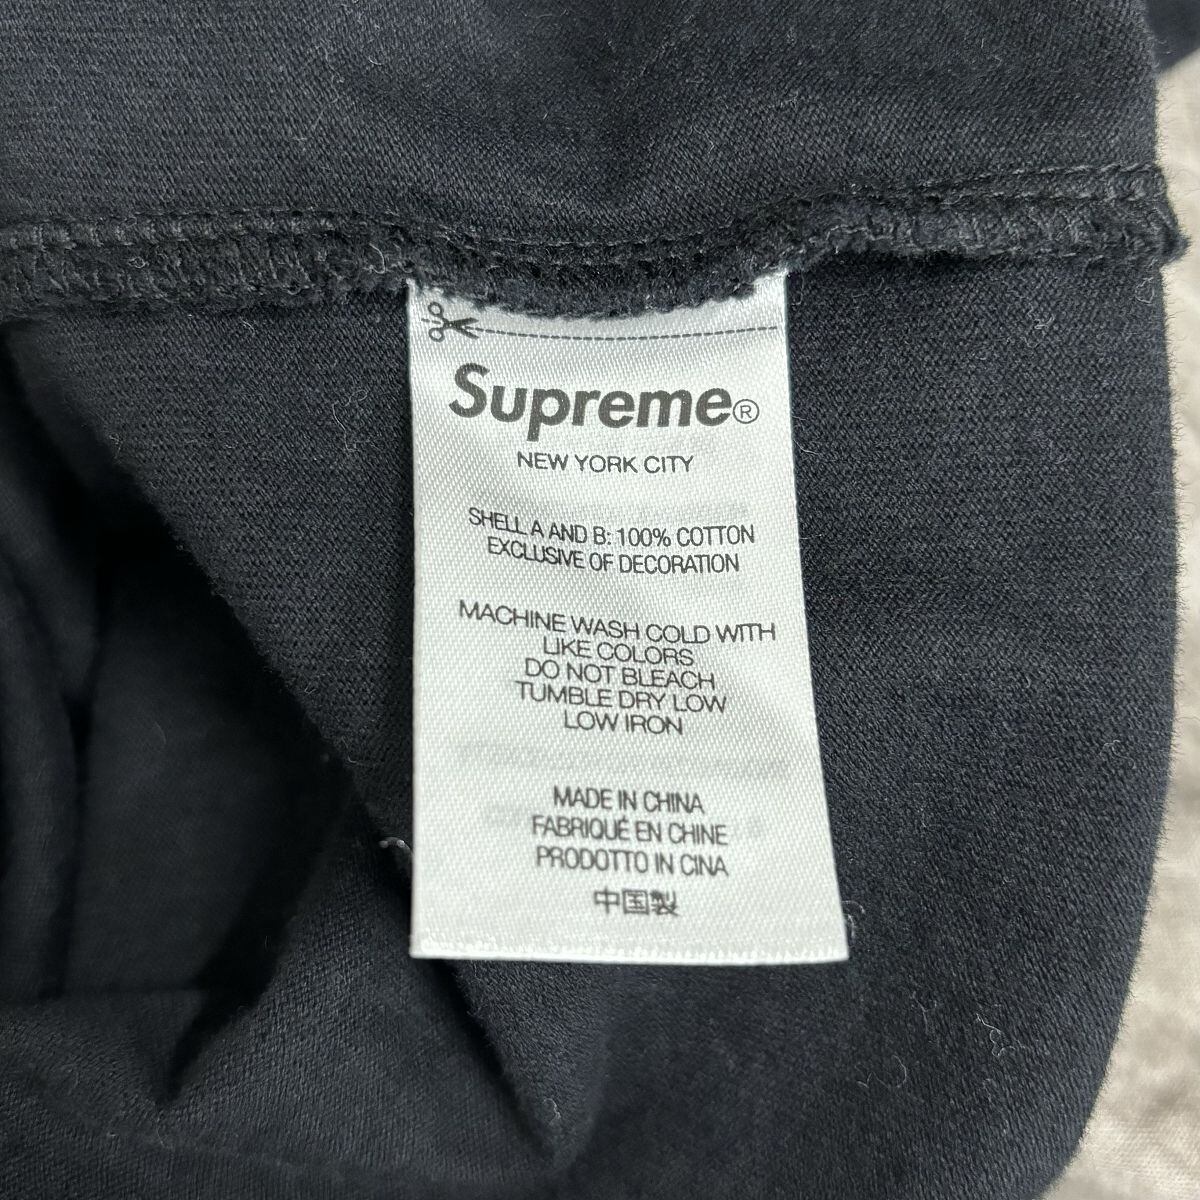 Supreme®
NEW YORK CITY
SHELL A AND B: 100% COTTON
EXCLUSIVE OF DECORATION
MACHINE WASH COLD WITH
LIKE COLORS
DO NOT BLEACH
TUMBLE DRY LOW
LOW IRON
MADE IN CHINA
FABRIQUÉ EN CHINE
PRODOTTO IN CINA
中国製